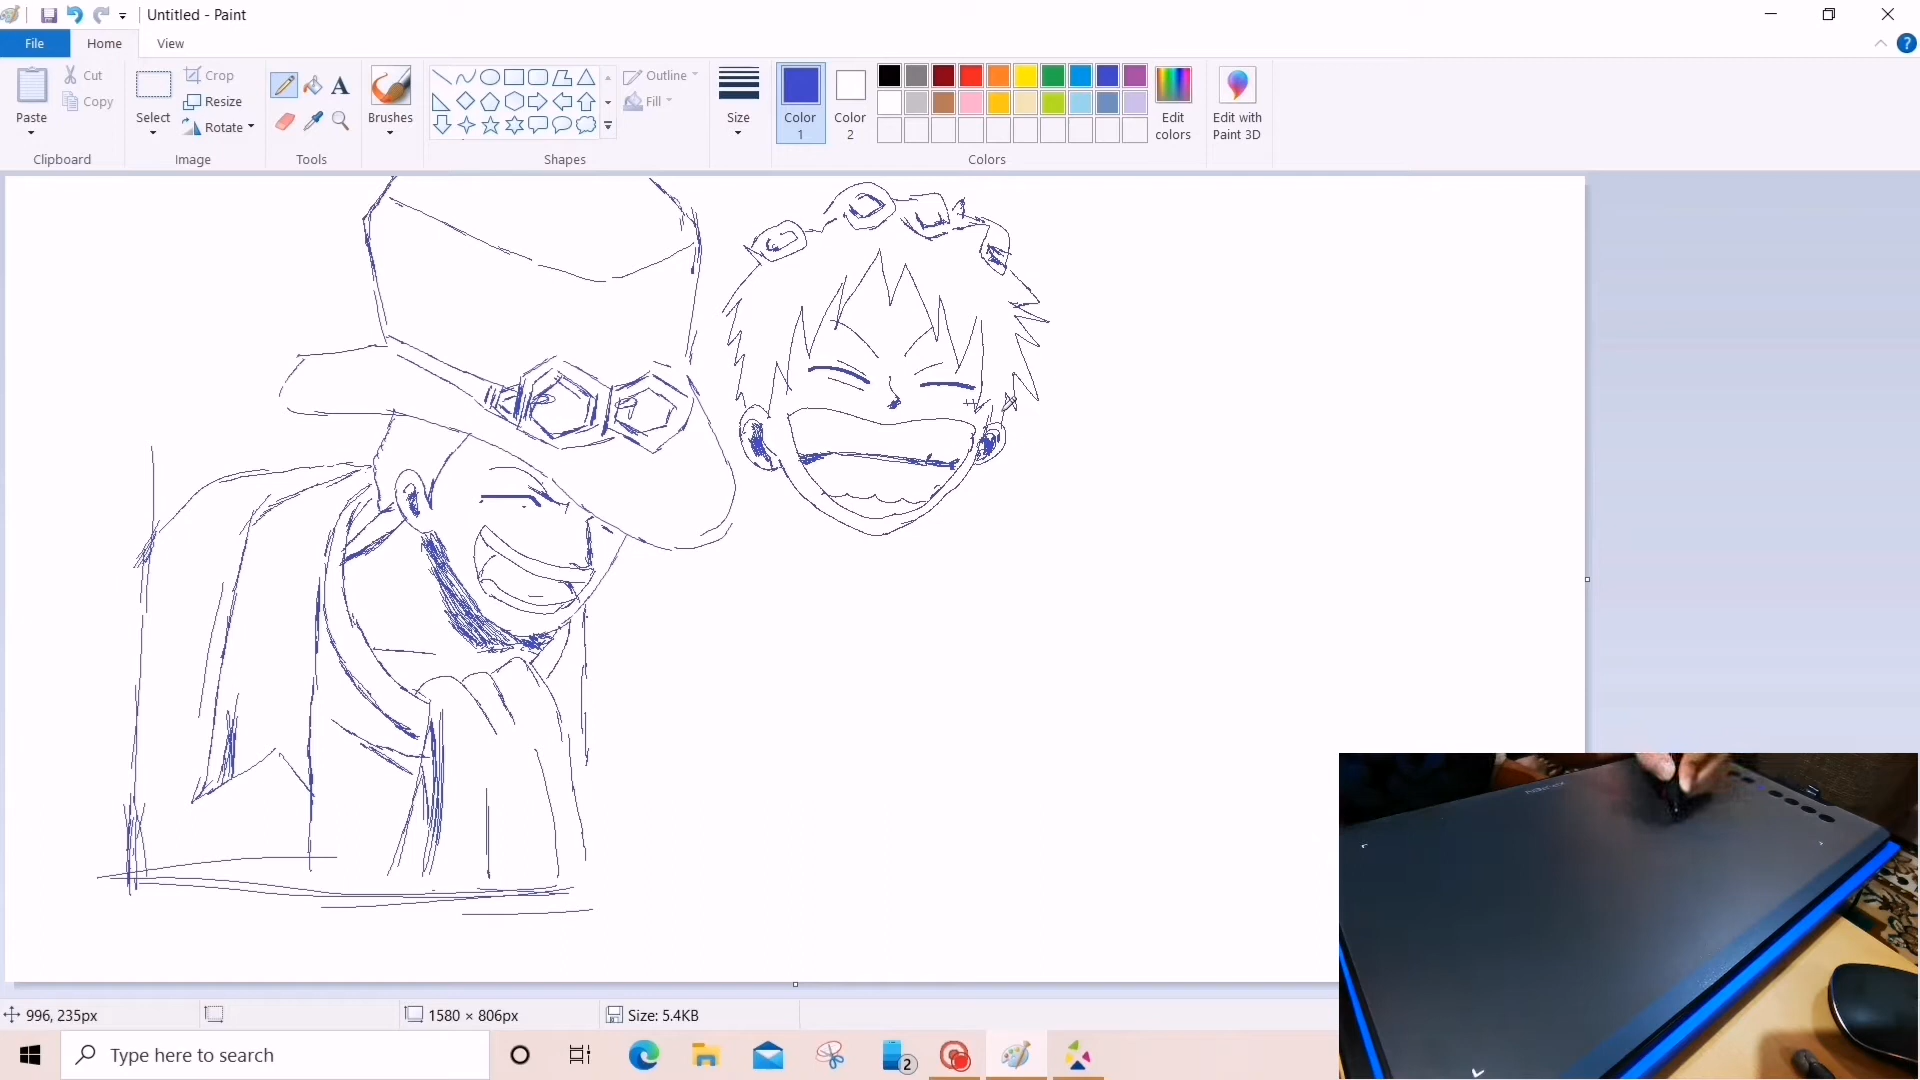 Untitled - Paint
File
Home
View
Paste
Cut
Copy
Clipboard
Select
Crop
Resize
Rotate
Image
A
Tools
Brushes
Shapes
Outline
Fill
Size
Color
1
Color
2
Colors
Edit
colors
Edit with
Paint 3D
?
996, 235px
1580 × 806px
Size: 5.4KB
Type here to search
2